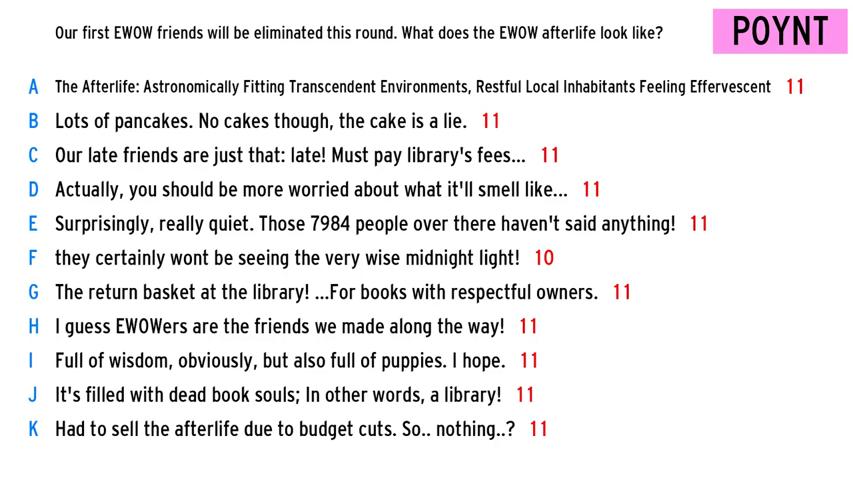 Our first EWOW friends will be eliminated this round. What does the EWOW afterlife look like?
POYNT
A The Afterlife: Astronomically Fitting Transcendent Environments, Restful Local Inhabitants Feeling Effervescent 11
B Lots of pancakes. No cakes though, the cake is a lie. 11
C Our late friends are just that: late! Must pay library's fees... 11
D Actually, you should be more worried about what it'll smell like... 11
E Surprisingly, really quiet. Those 7984 people over there haven't said anything! 11
F they certainly wont be seeing the very wise midnight light! 10
G The return basket at the library! ...For books with respectful owners. 11
H I guess EWOWers are the friends we made along the way! 11
I Full of wisdom, obviously, but also full of puppies. I hope. 11
J It's filled with dead book souls; In other words, a library! 11
K Had to sell the afterlife due to budget cuts. So.. nothing..? 11